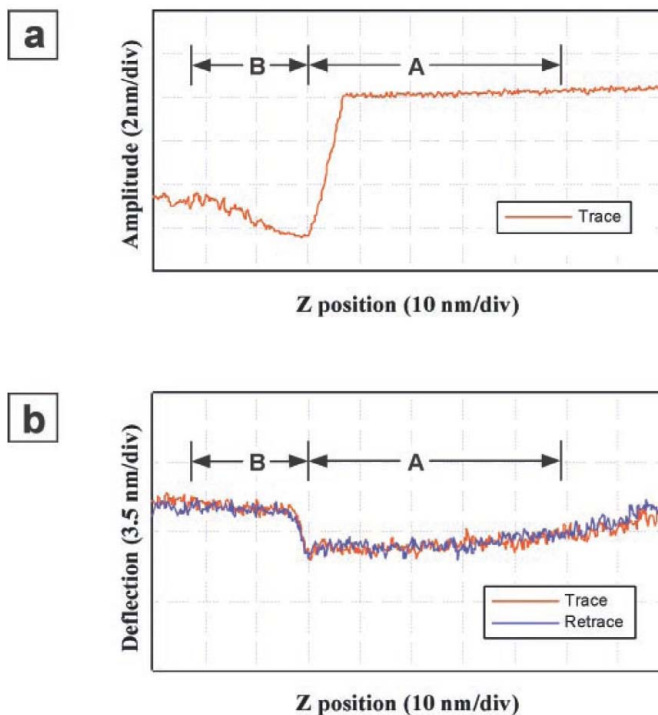 a
B
A
Amplitude (2nm/div)
Trace
Z position (10 nm/div)
b
B
A
Deflection (3.5 nm/div)
Trace
Retrace
Z position (10 nm/div)